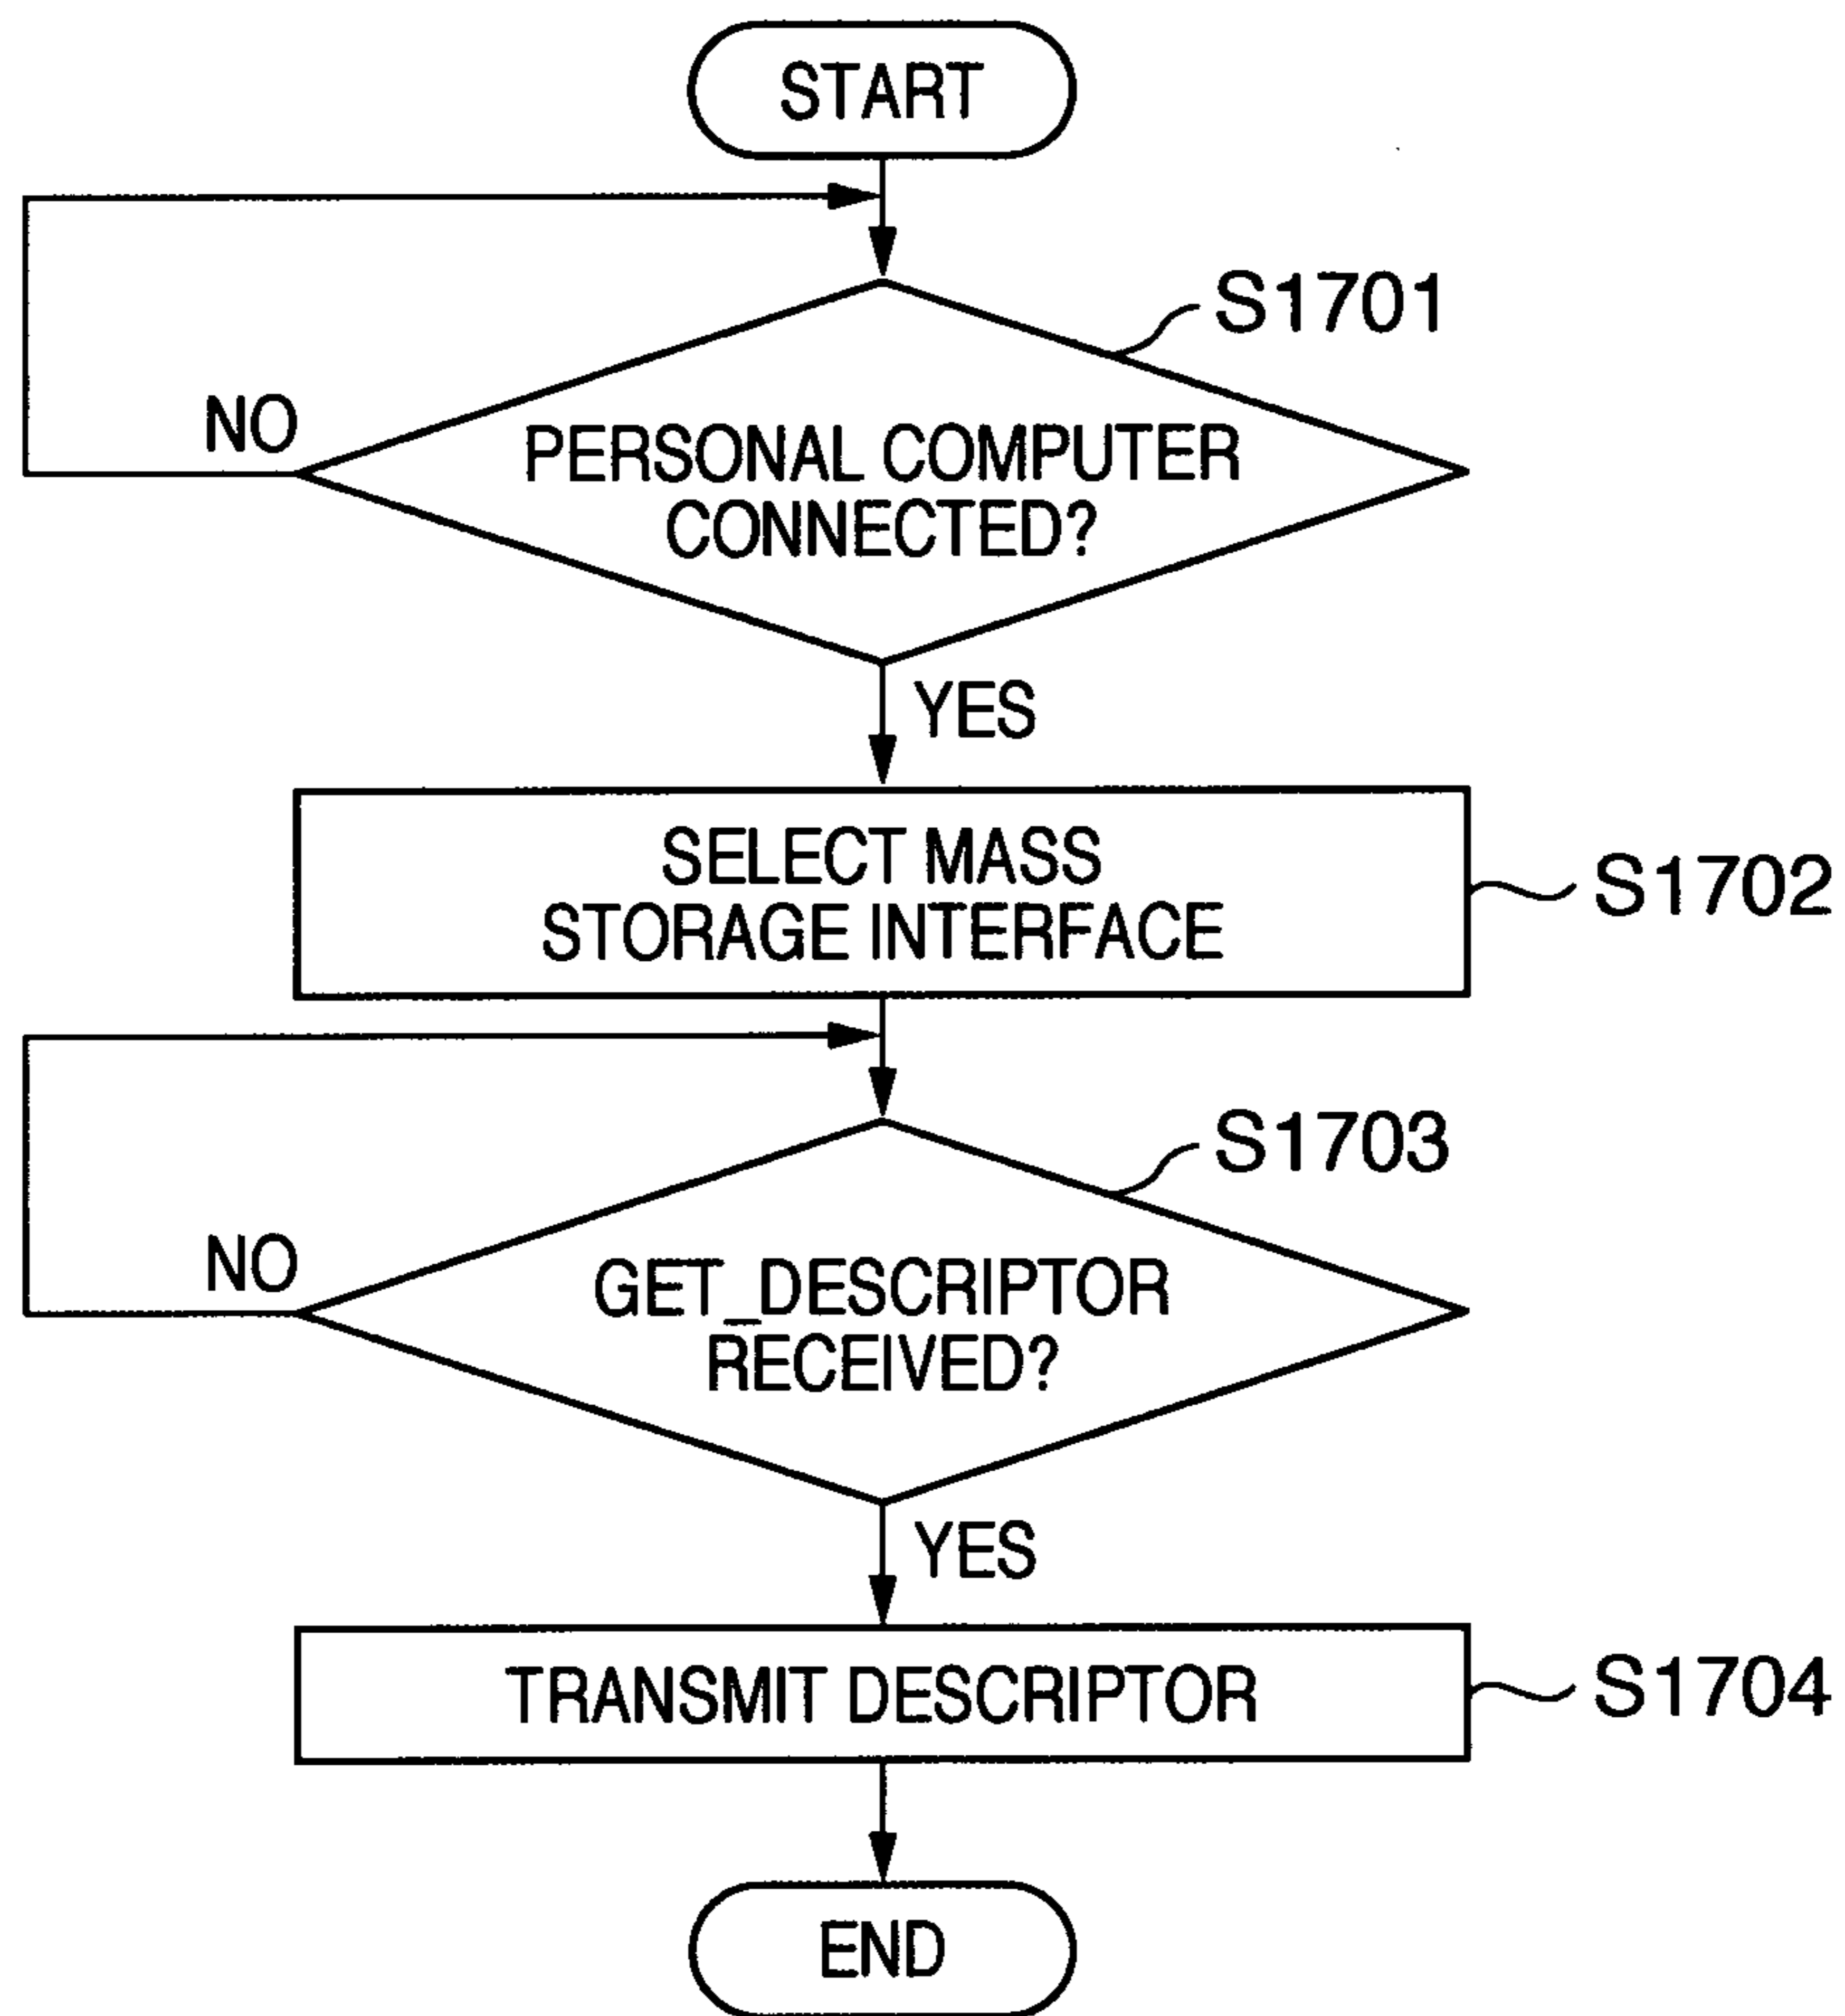 START
S1701
NO
PERSONAL COMPUTER
CONNECTED?
YES
SELECT MASS
STORAGE INTERFACE
S1702
S1703
NO
GET_DESCRIPTOR
RECEIVED?
YES
TRANSMIT DESCRIPTOR
S1704
END